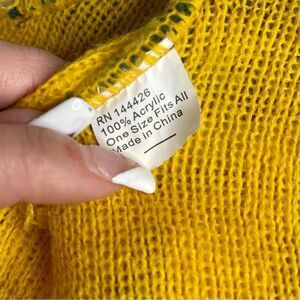 RN 144426
100% Acrylic
One Size Fits All
Made in China